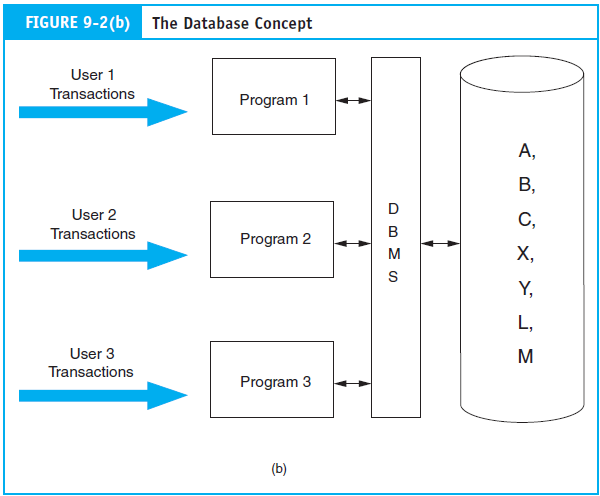 FIGURE 9-2(b) The Database Concept
User 1
Transactions
Program 1
User 2
Transactions
Program 2
User 3
Transactions
Program 3
D
B
M
S
A,
B,
C,
X,
Y,
L,
M
(b)